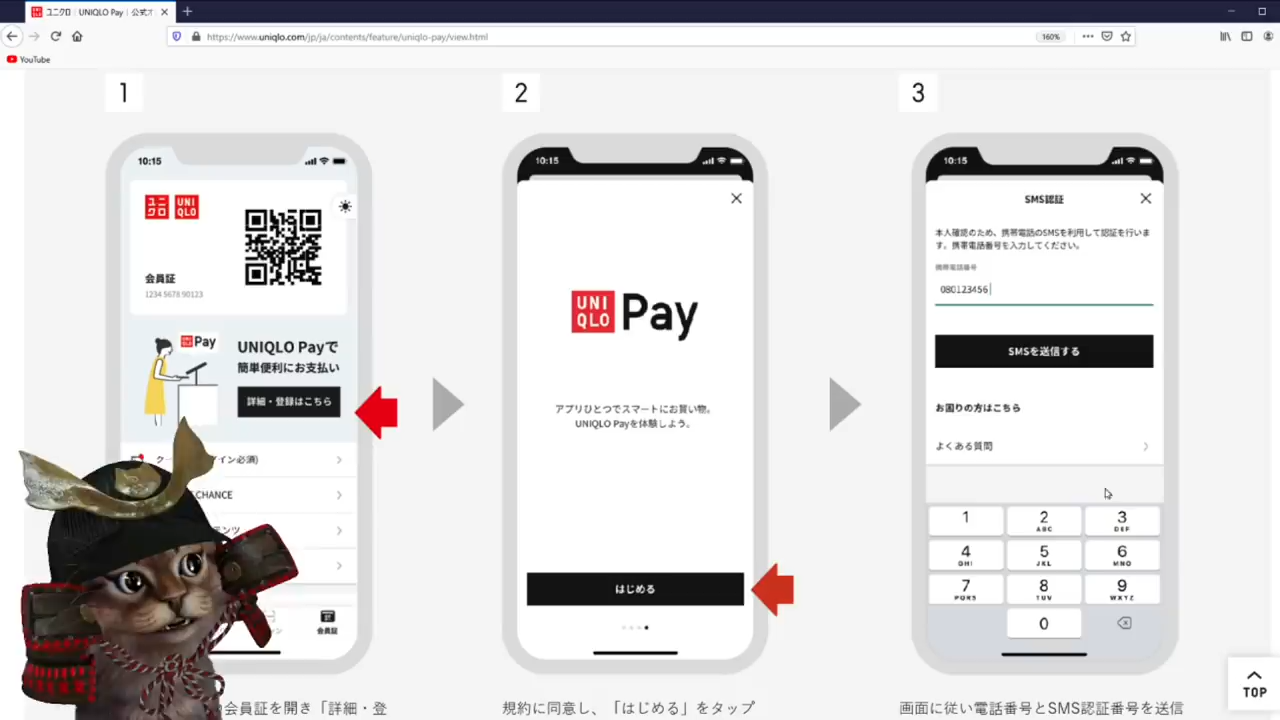 ユニクロ | UNIQLO Pay | 公式オ
https://www.uniqlo.com/jp/ja/contents/feature/uniqlo-pay/view.html
160%
YouTube
1
10:15
ユニクロ
UNIQLO
会員証
1234 5678 90123
UNIQLO Pay
UNIQLO Payで
簡単便利にお支払い
詳細・登録はこちら
イン必須)
CHANCE
会員証
会員証を開き「詳細・登
2
10:15
UNIQLO Pay
アプリひとつでスマートにお買い物。
UNIQLO Payを体験しよう。
はじめる
規約に同意し、「はじめる」をタップ
3
10:15
SMS認証
本人確認のため、携帯電話のSMSを利用して認証を行いま
す。携帯電話番号を入力してください。
携帯電話番号
080123456
SMSを送信する
お困りの方はこちら
よくある質問
1 2 ABC 3 DEF
4 GHI 5 JKL 6 MNO
7 PQRS 8 TUV 9 WXYZ
0
画面に従い電話番号とSMS認証番号を送信
TOP